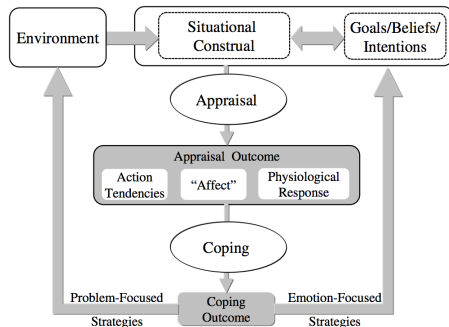 Environment
Situational
Construal
Goals/Beliefs/
Intentions
Appraisal
Appraisal Outcome
Action
Tendencies
“Affect”
Physiological
Response
Coping
Problem-Focused
Strategies
Coping
Outcome
Emotion-Focused
Strategies